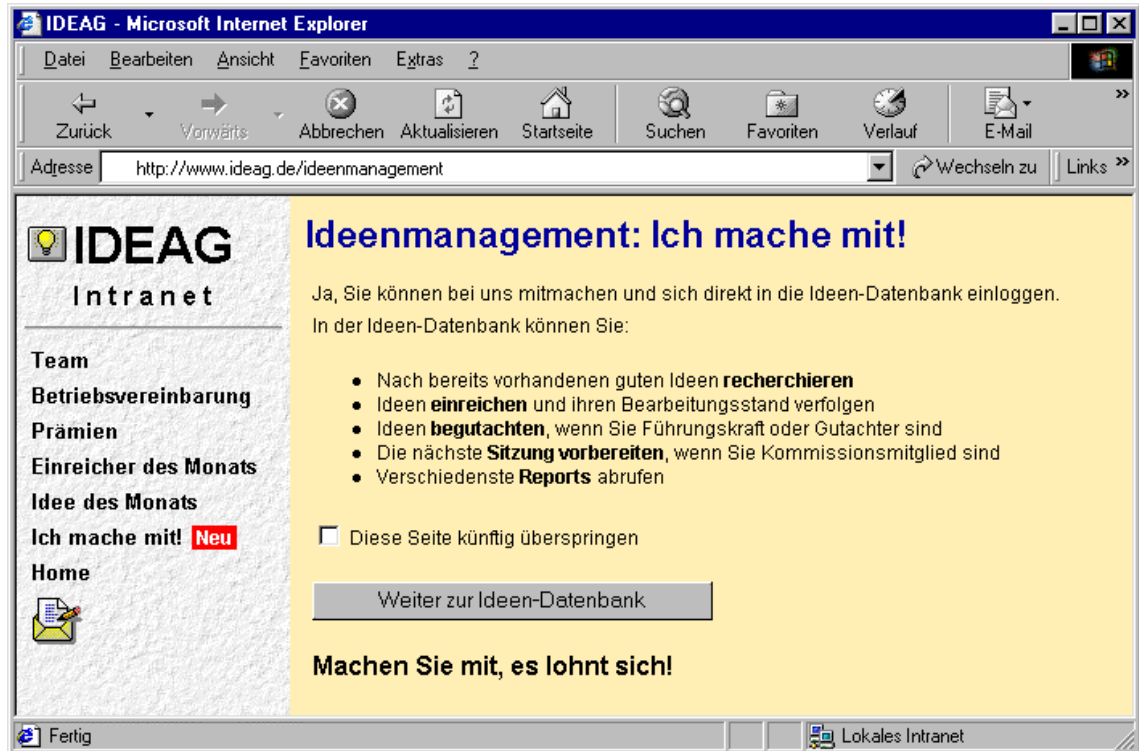 IDEAG - Microsoft Internet Explorer
Datei Bearbeiten Ansicht Favoriten Extras ?
Zurück Vorwärts Abbrechen Aktualisieren Startseite Suchen Favoriten Verlauf E-Mail »
Adresse http://www.ideag.de/ideenmanagement Wechseln zu Links »
IDEAG
Intranet
Team
Betriebsvereinbarung
Prämien
Einreicher des Monats
Idee des Monats
Ich mache mit! Neu
Home
Ideenmanagement: Ich mache mit!
Ja, Sie können bei uns mitmachen und sich direkt in die Ideen-Datenbank einloggen.
In der Ideen-Datenbank können Sie:
• Nach bereits vorhandenen guten Ideen recherchieren
• Ideen einreichen und ihren Bearbeitungsstand verfolgen
• Ideen begutachten, wenn Sie Führungskraft oder Gutachter sind
• Die nächste Sitzung vorbereiten, wenn Sie Kommissionsmitglied sind
• Verschiedenste Reports abrufen
Diese Seite künftig überspringen
Weiter zur Ideen-Datenbank
Machen Sie mit, es lohnt sich!
Fertig Lokales Intranet